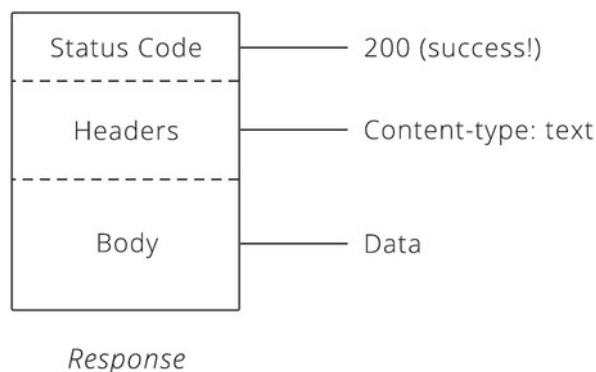 Status Code
200 (success!)
Headers
Content-type: text
Body
Data
Response